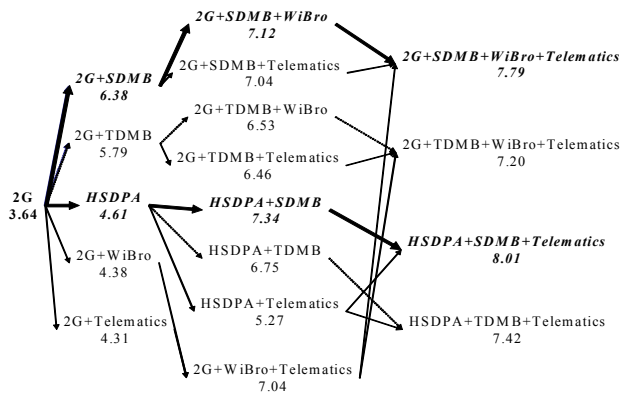 2G
3.64
2G+SDMB
6.38
2G+TDMB
5.79
HSDPA
4.61
2G+WiBro
4.38
2G+Telematics
4.31
2G+SDMB+WiBro
7.12
2G+SDMB+Telematics
7.04
2G+TDMB+WiBro
6.53
2G+TDMB+Telematics
6.46
HSDPA+SDMB
7.34
HSDPA+TDMB
6.75
HSDPA+Telematics
5.27
2G+WiBro+Telematics
7.04
2G+SDMB+WiBro+Telematics
7.79
2G+TDMB+WiBro+Telematics
7.20
HSDPA+SDMB+Telematics
8.01
HSDPA+TDMB+Telematics
7.42